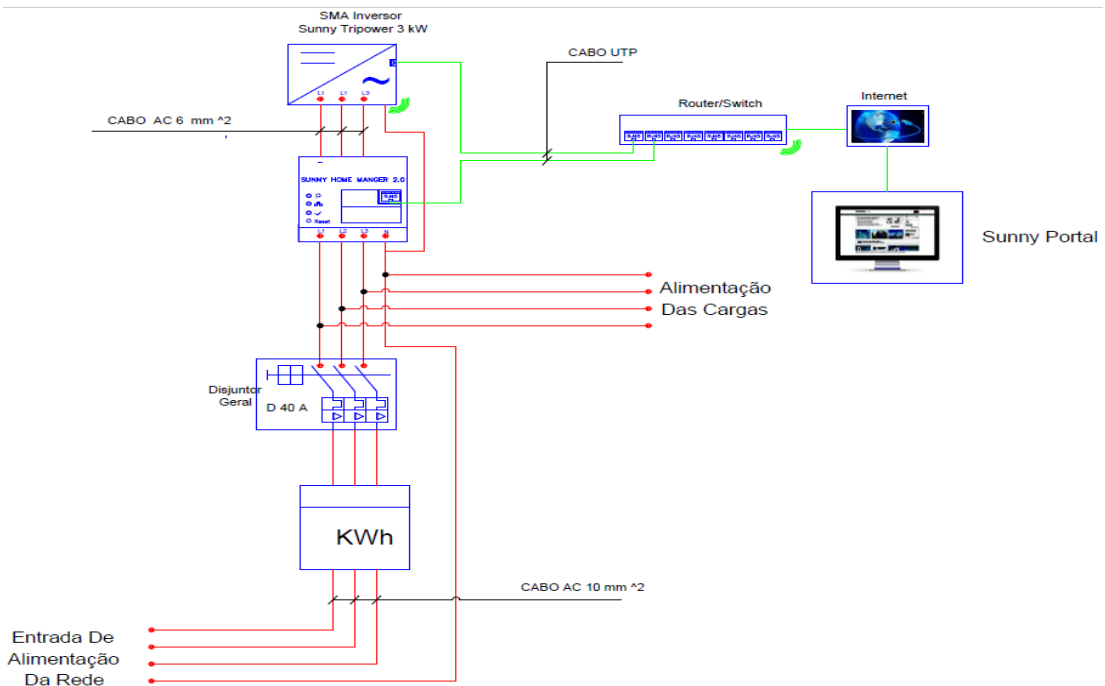 SMA Inversor
Sunny Tripower 3 kW
CABO UTP
Internet
Router/Switch
L1 L1 L3
CABO AC 6 mm ^2
SUNNY HOME MANGER 2.0
RJ45
Reset
L1 L2 L3 N
Sunny Portal
Alimentação
Das Cargas
Disjuntor
Geral
D 40 A
KWh
CABO AC 10 mm ^2
Entrada De
Alimentação
Da Rede